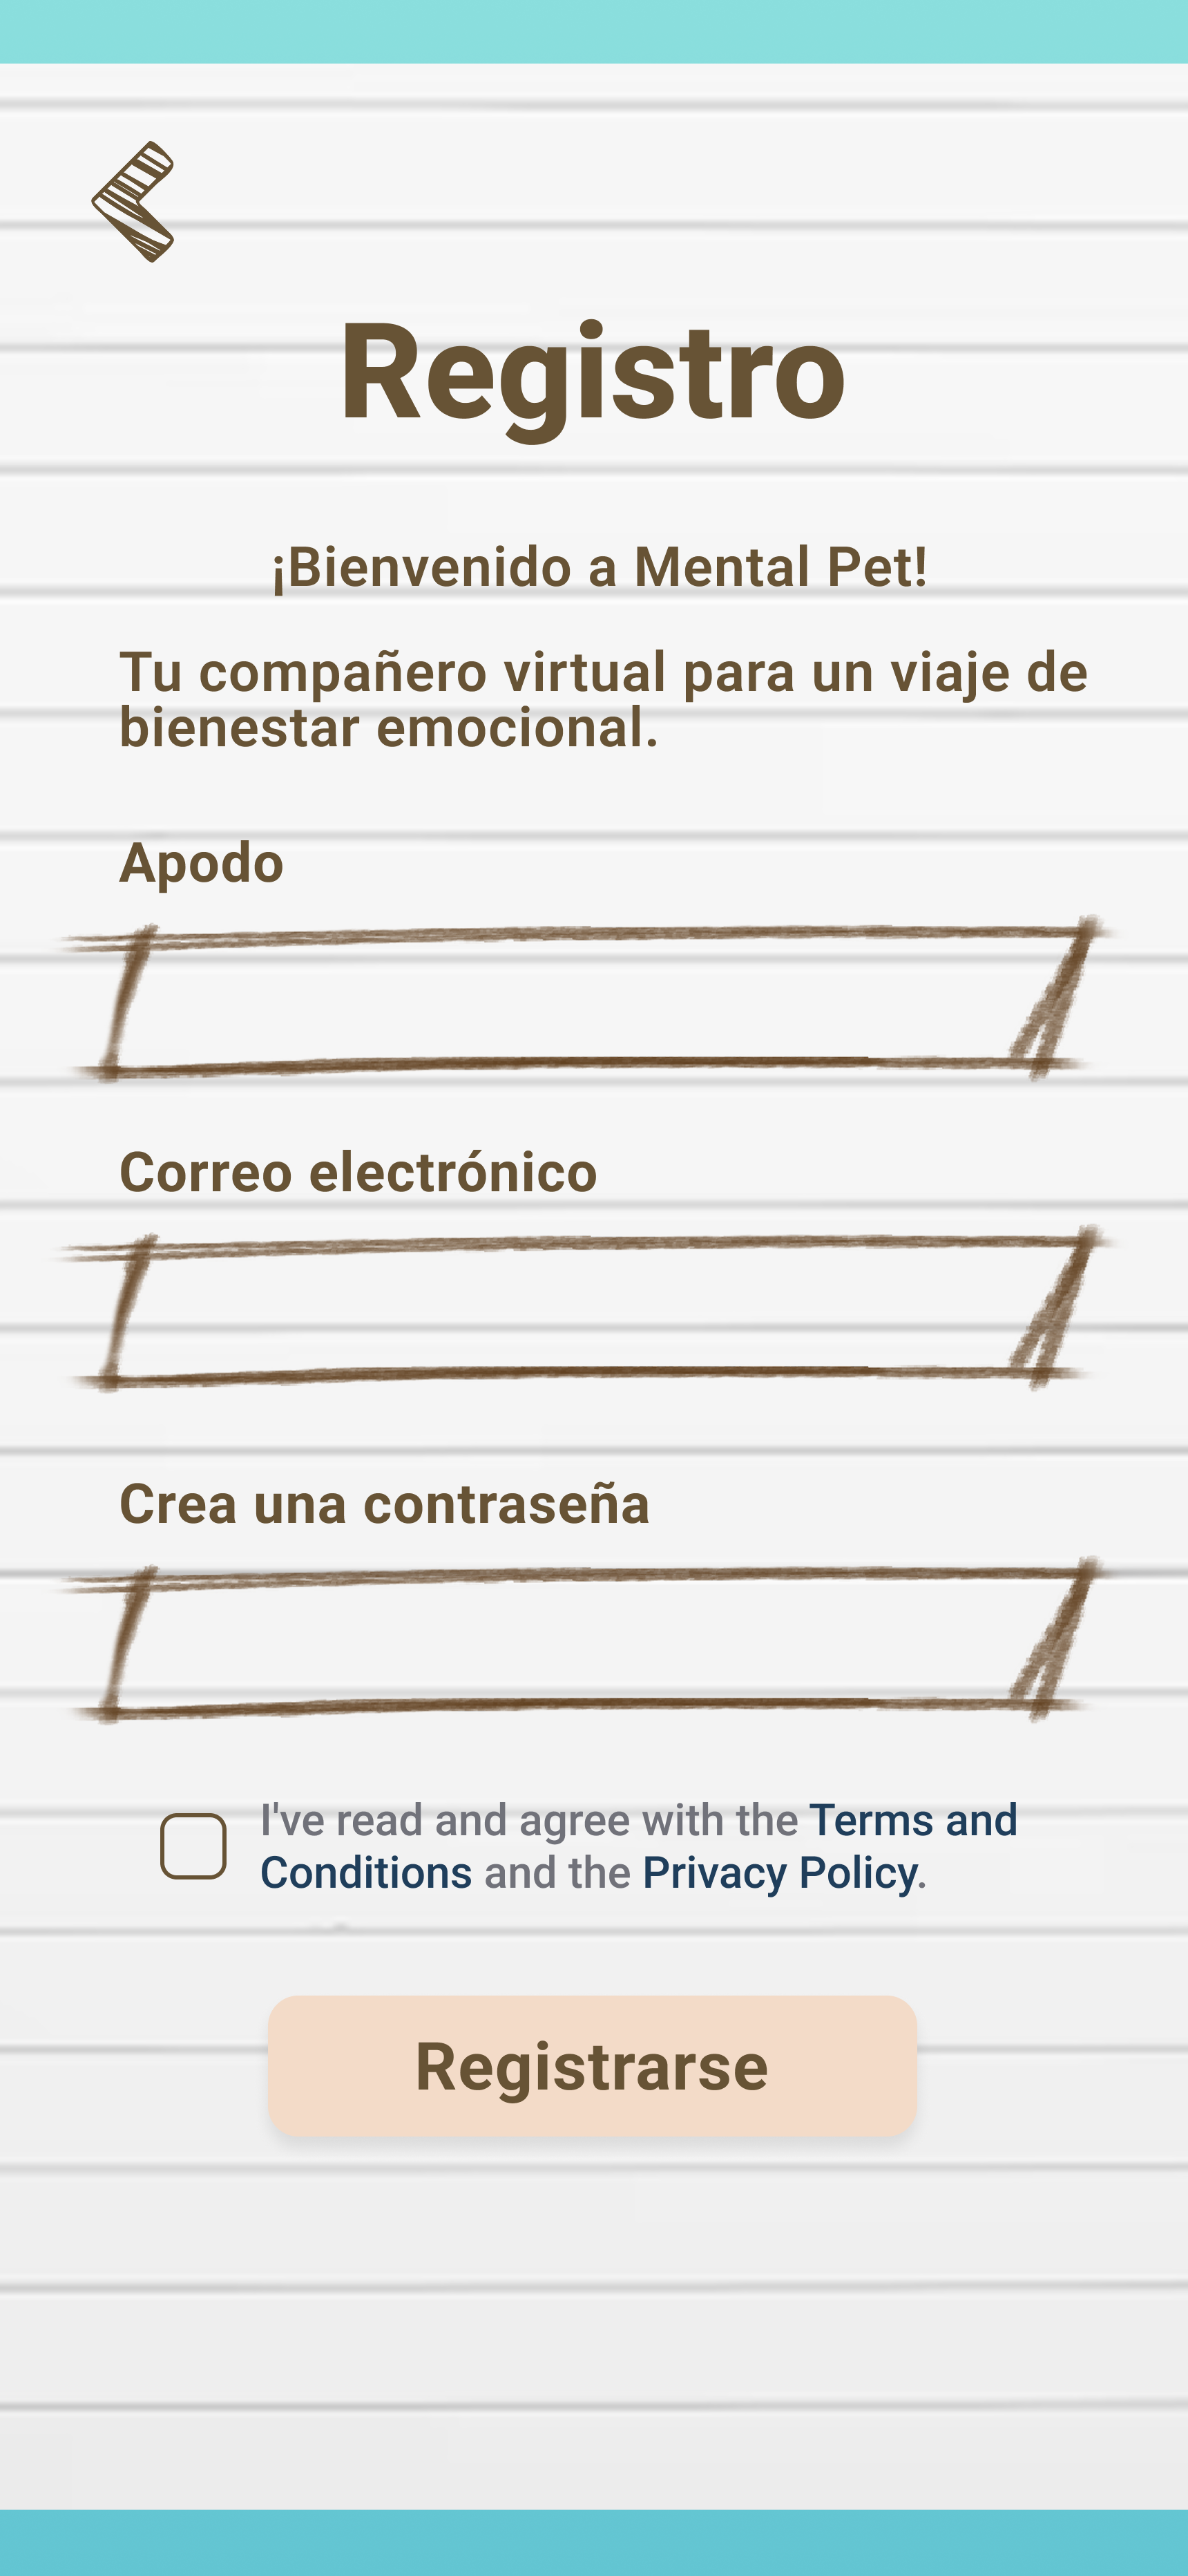 Registro
¡Bienvenido a Mental Pet!
Tu compañero virtual para un viaje de
bienestar emocional.
Apodo
Correo electrónico
Crea una contraseña
I've read and agree with the Terms and
Conditions and the Privacy Policy.
Registrarse